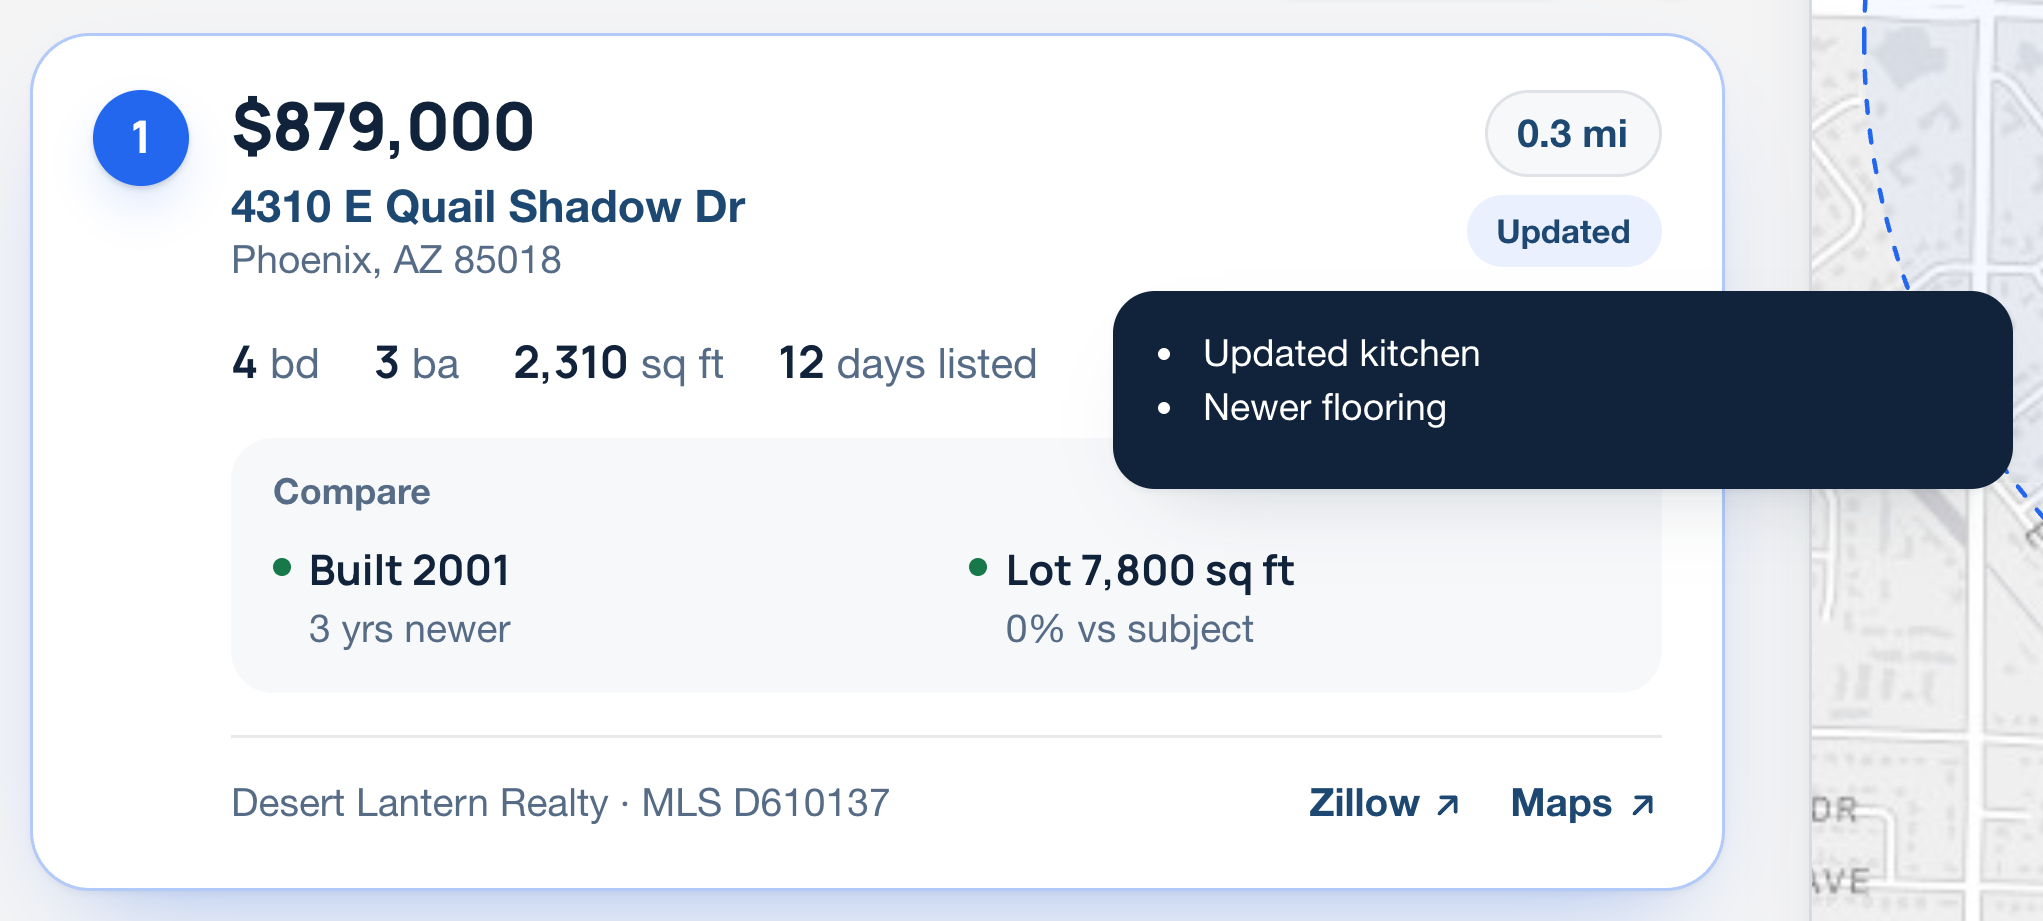 1
$879,000
4310 E Quail Shadow Dr
Phoenix, AZ 85018
0.3 mi
Updated
4 bd 3 ba 2,310 sq ft 12 days listed
• Updated kitchen
• Newer flooring
Compare
Built 2001
3 yrs newer
Lot 7,800 sq ft
0% vs subject
Desert Lantern Realty · MLS D610137
Zillow ↗ Maps ↗
DR
AVE